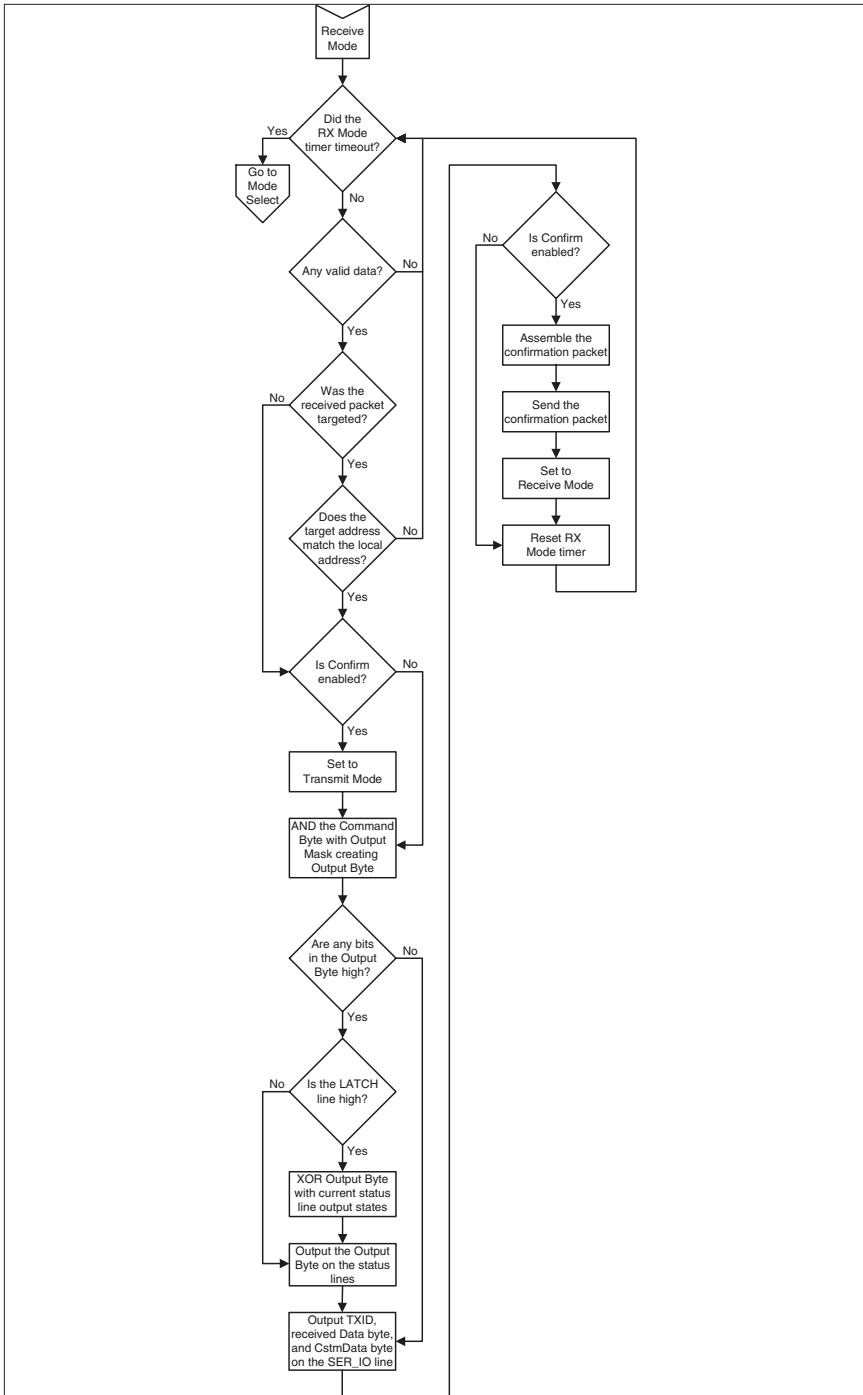 Receive
Mode
Did the
RX Mode
timer timeout?
Yes
Go to
Mode
Select
No
Any valid data?
No
Yes
Was the
received packet
targeted?
No
Yes
Does the
target address
match the local
address?
No
Yes
Is Confirm
enabled?
No
Yes
Set to
Transmit Mode
AND the Command
Byte with Output
Mask creating
Output Byte
Are any bits
in the Output
Byte high?
No
Yes
Is the LATCH
line high?
No
Yes
XOR Output Byte
with current status
line output states
Output the Output
Byte on the status
lines
Output TXID,
received Data byte,
and CstmData byte
on the SER_IO line
Is Confirm
enabled?
No
Yes
Assemble the
confirmation packet
Send the
confirmation packet
Set to
Receive Mode
Reset RX
Mode timer